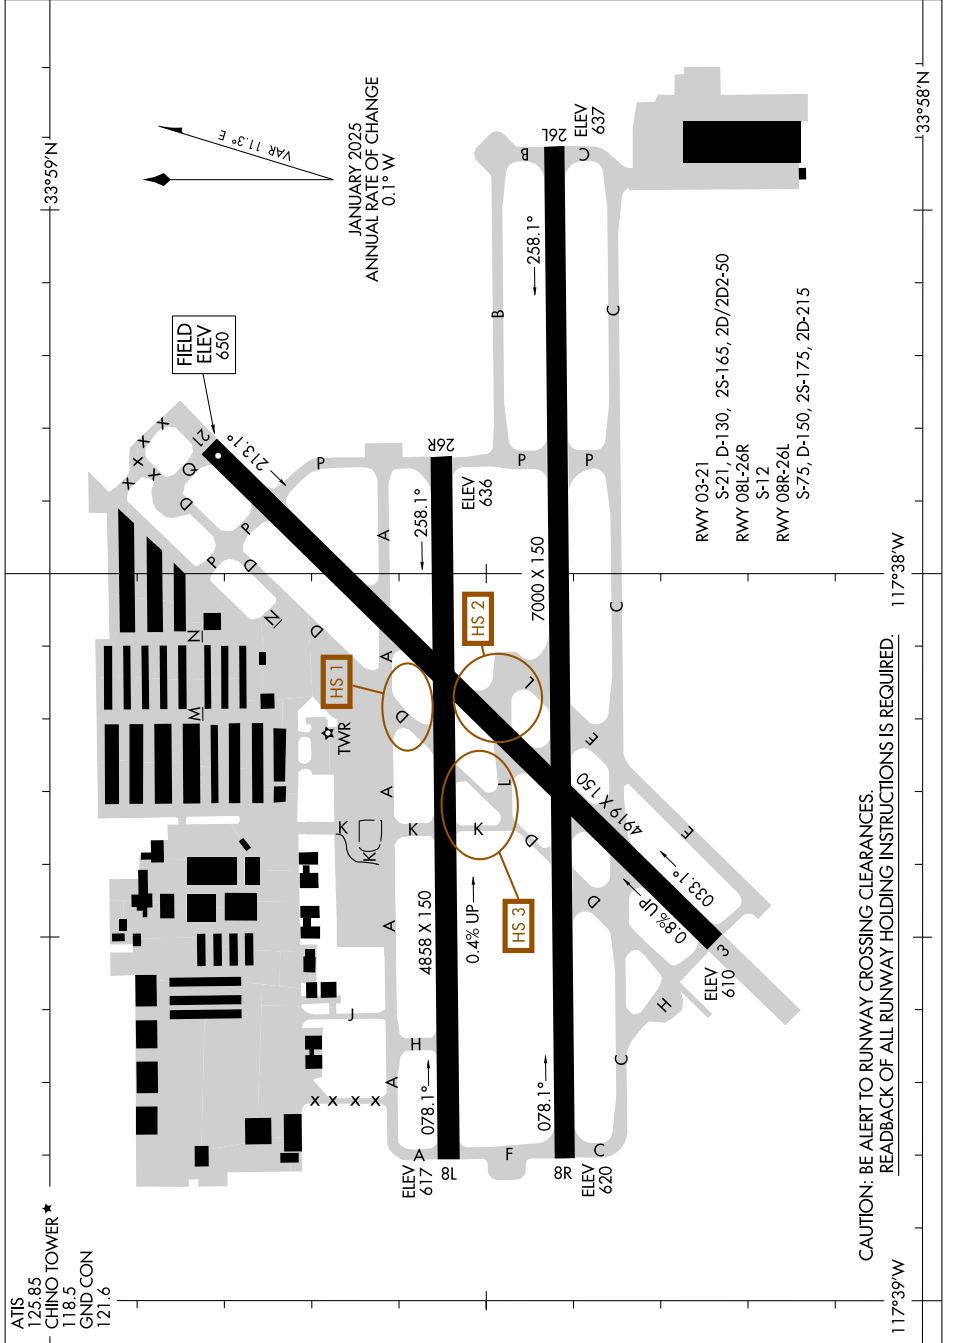 ATIS
125.85
CHINO TOWER ★
118.5
GND CON
121.6
33°59'N
33°58'N
117°38'W
117°39'W
VAR 11.3° E
JANUARY 2025
ANNUAL RATE OF CHANGE
0.1° W
FIELD
ELEV
650
21
213.1°
26R
ELEV
636
258.1°
26L
ELEV
637
258.1°
7000 X 150
4858 X 150
4919 X 150
0.4% UP
0.8% UP
033.1°
3
ELEV
610
078.1°
8L
ELEV
617
078.1°
8R
ELEV
620
HS 1
HS 2
HS 3
TWR
X
X
X
X
X
Q
D
P
P
D
N
N
M
D
P
A
A
D
A
A
A
A
K
K
K
K
J
H
X X X X
F
C
C
H
D
D
E
E
L
L
C
C
C
B
B
P
P
RWY 03-21
S-21, D-130, 2S-165, 2D/2D2-50
RWY 08L-26R
S-12
RWY 08R-26L
S-75, D-150, 2S-175, 2D-215
CAUTION: BE ALERT TO RUNWAY CROSSING CLEARANCES.
READBACK OF ALL RUNWAY HOLDING INSTRUCTIONS IS REQUIRED.